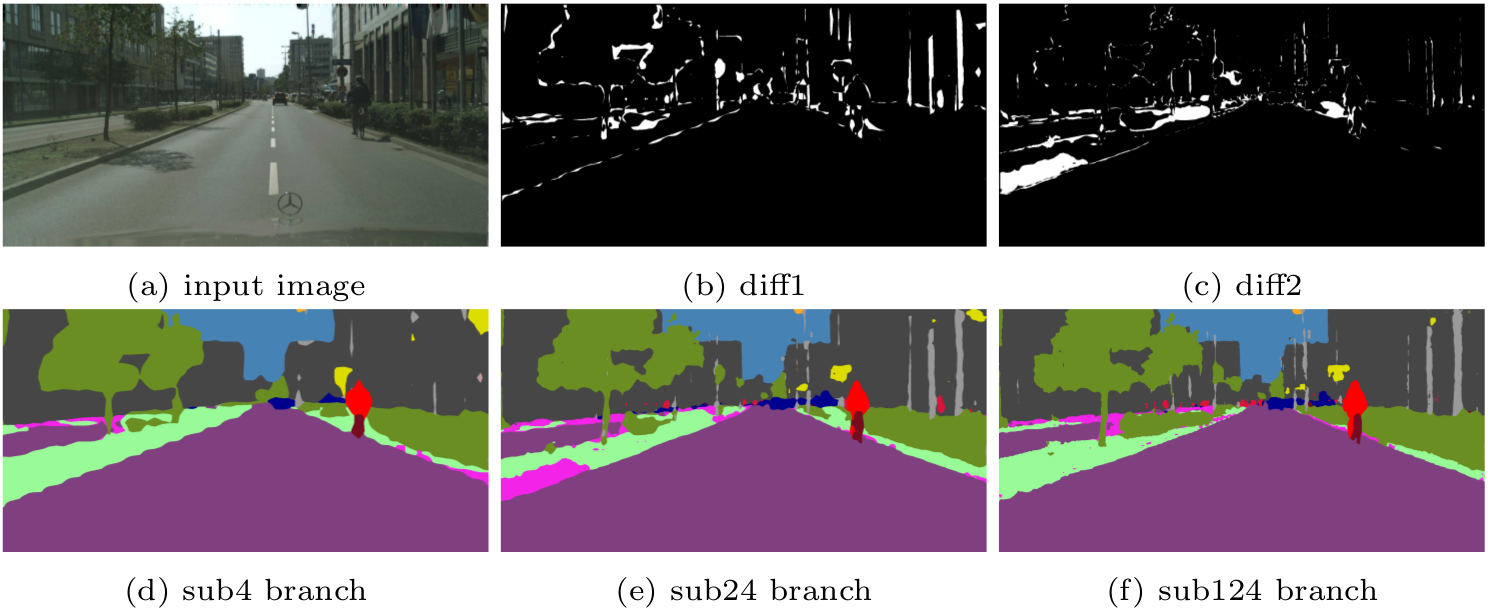 (a) input image
(b) diff1
(c) diff2
(d) sub4 branch
(e) sub24 branch
(f) sub124 branch